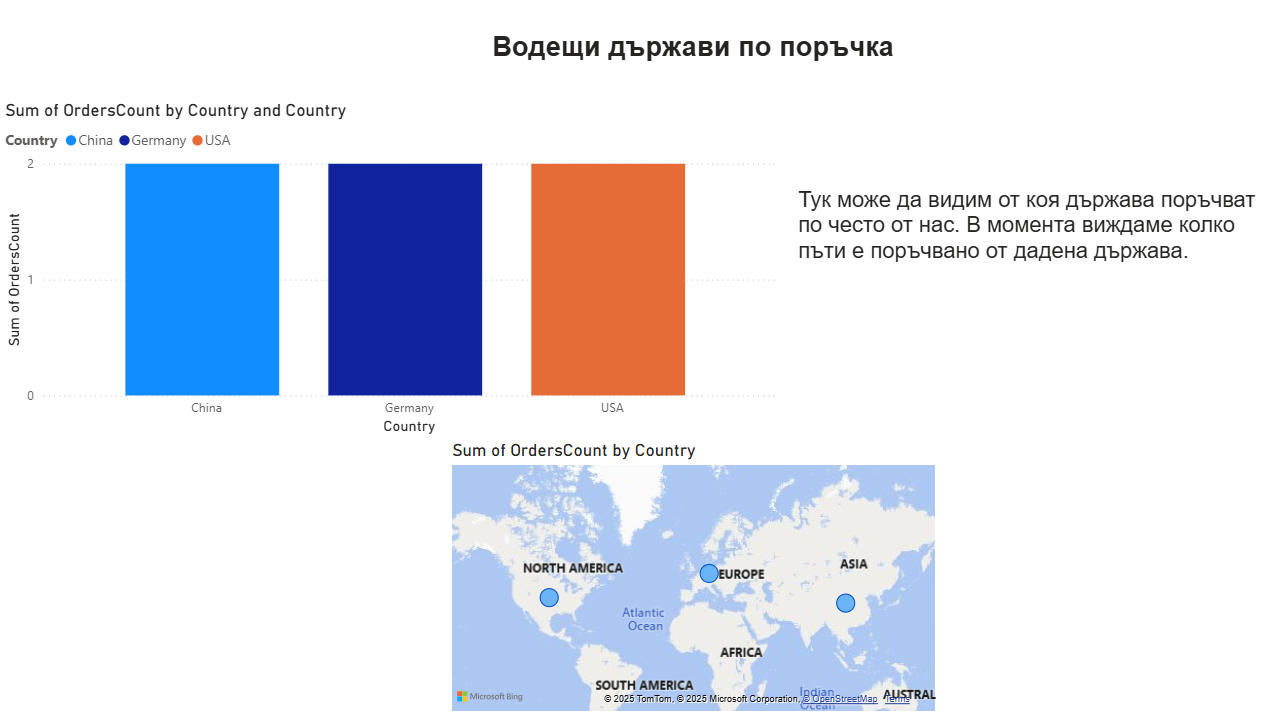 Водещи държави по поръчка
Sum of OrdersCount by Country and Country
Country China Germany USA
2
1
0
Sum of OrdersCount
China Germany USA
Country
Тук може да видим от коя държава поръчват
по често от нас. В момента виждаме колко
пъти е поръчвано от дадена държава.
Sum of OrdersCount by Country
NORTH AMERICA
EUROPE
ASIA
Atlantic
Ocean
AFRICA
SOUTH AMERICA
Indian
Ocean
AUSTRAL
Microsoft Bing
© 2025 TomTom, © 2025 Microsoft Corporation, © OpenStreetMap Terms